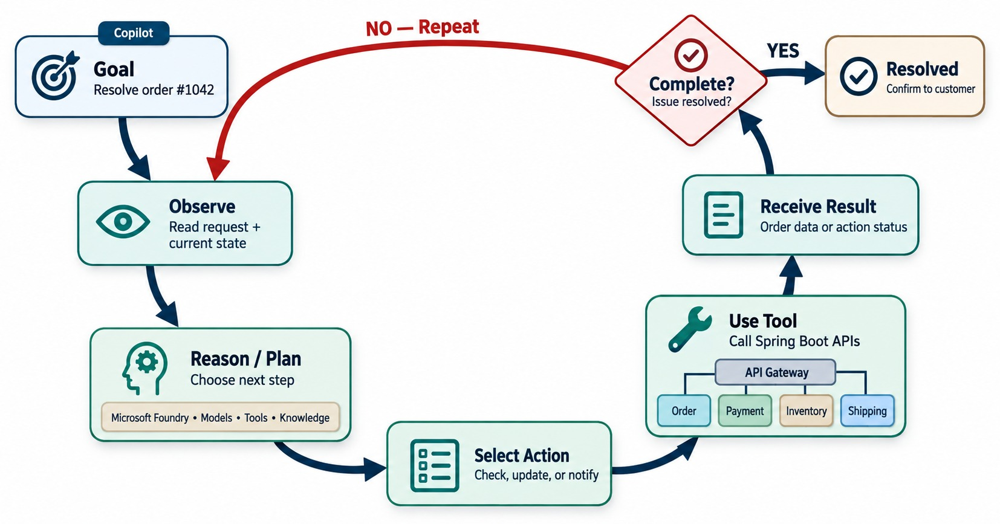 Copilot
Goal
Resolve order #1042
NO — Repeat
Complete?
Issue resolved?
YES
Resolved
Confirm to customer
Observe
Read request +
current state
Receive Result
Order data or action status
Reason / Plan
Choose next step
Microsoft Foundry • Models • Tools • Knowledge
Use Tool
Call Spring Boot APIs
API Gateway
Order
Payment
Inventory
Shipping
Select Action
Check, update, or notify